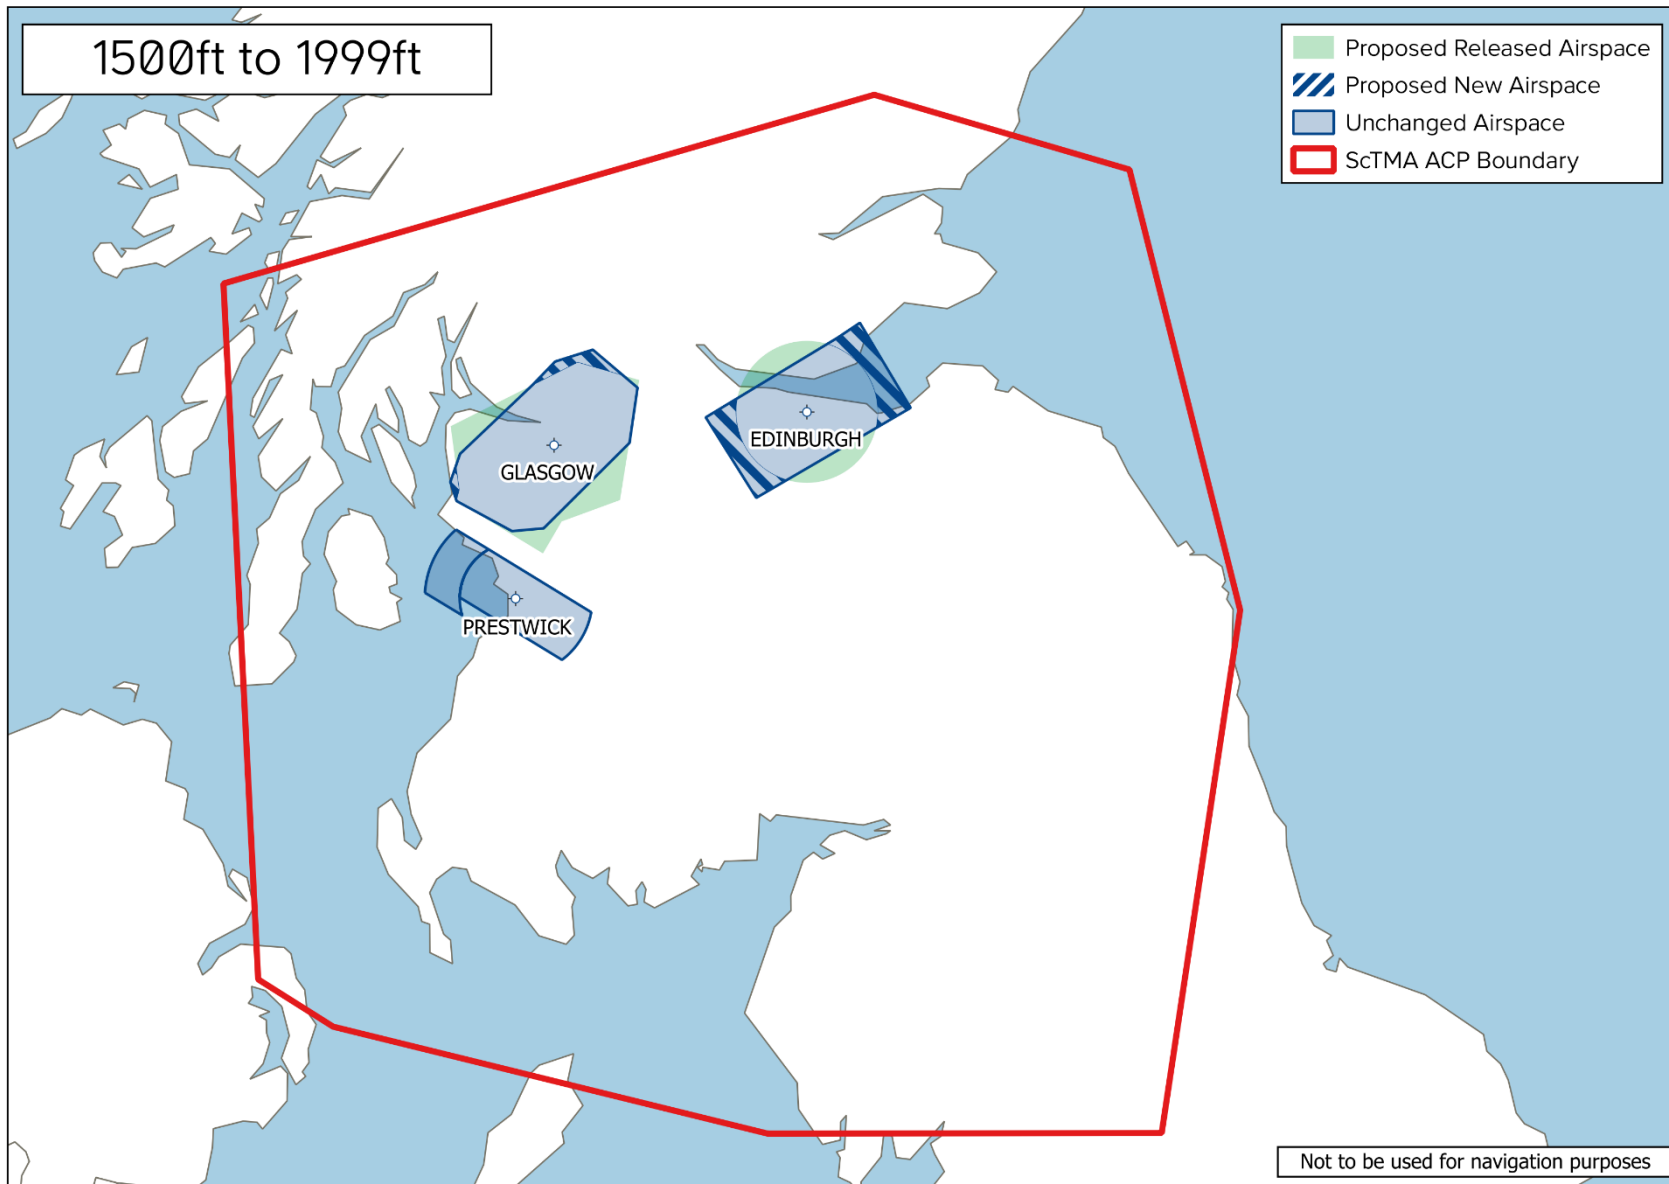 1500ft to 1999ft
Proposed Released Airspace
Proposed New Airspace
Unchanged Airspace
ScTMA ACP Boundary
EDINBURGH
GLASGOW
PRESTWICK
Not to be used for navigation purposes